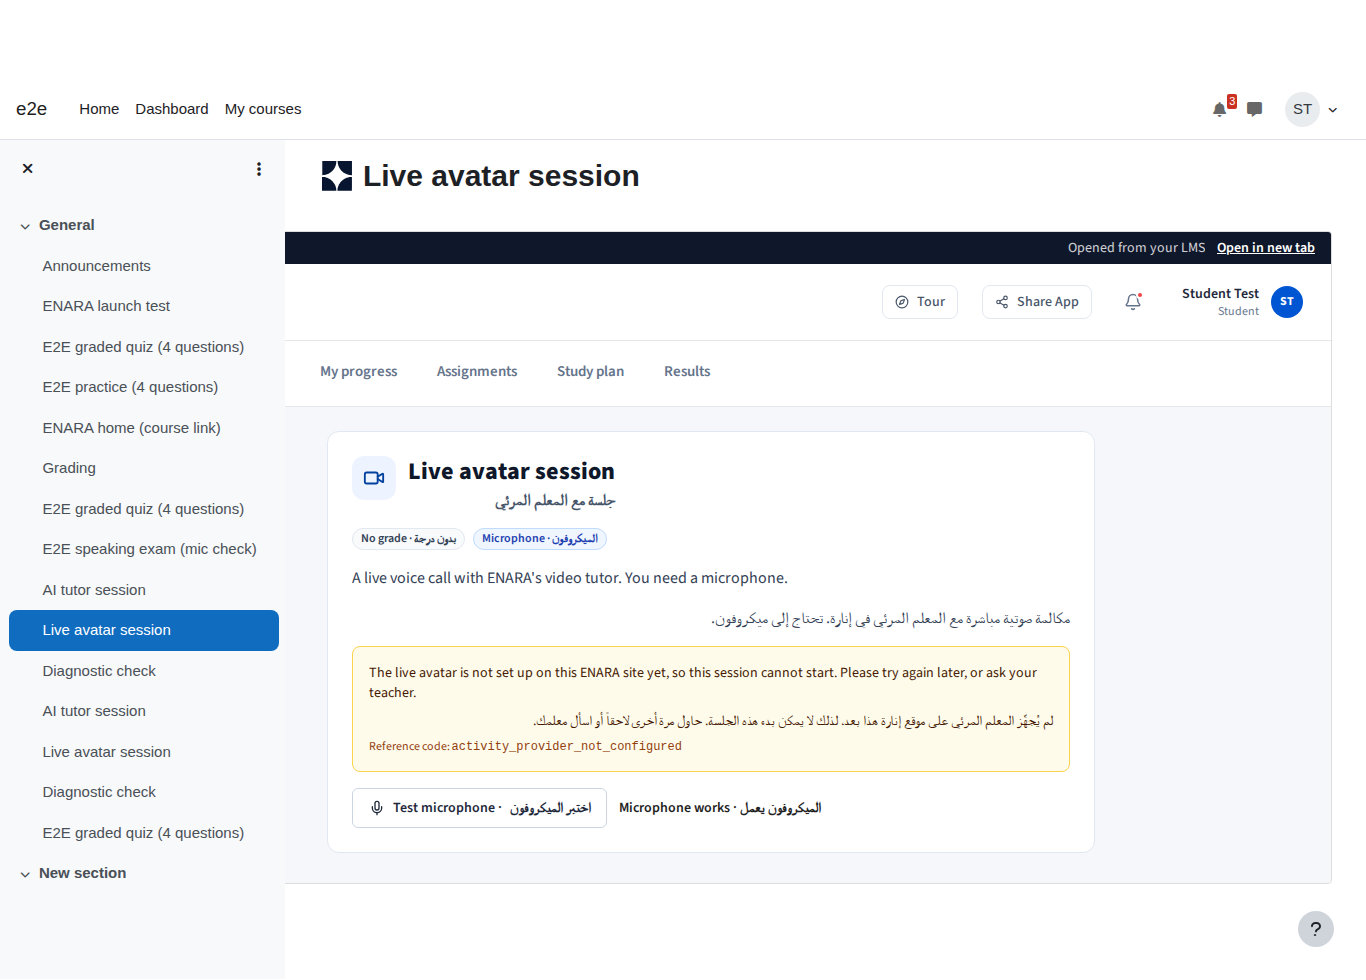 e2e
Home
Dashboard
My courses
3
ST
General
Announcements
ENARA launch test
E2E graded quiz (4 questions)
E2E practice (4 questions)
ENARA home (course link)
Grading
E2E graded quiz (4 questions)
E2E speaking exam (mic check)
AI tutor session
Live avatar session
Diagnostic check
AI tutor session
Live avatar session
Diagnostic check
E2E graded quiz (4 questions)
New section
Live avatar session
Opened from your LMS Open in new tab
Tour
Share App
Student Test
Student
ST
My progress
Assignments
Study plan
Results
Live avatar session
جلسة مع المعلم المرئي
No grade · بدون درجة
Microphone · الميكروفون
A live voice call with ENARA's video tutor. You need a microphone.
مكالمة صوتية مباشرة مع المعلم المرئي في إنارة. تحتاج إلى ميكروفون.
The live avatar is not set up on this ENARA site yet, so this session cannot start. Please try again later, or ask your
teacher.
لم يُجهَّز المعلم المرئي على موقع إنارة هذا بعد. لذلك لا يمكن بدء هذه الجلسة. حاول مرة أخرى لاحقاً أو اسأل معلمك.
Reference code: activity_provider_not_configured
Test microphone · اختبر الميكروفون
Microphone works · الميكروفون يعمل
?